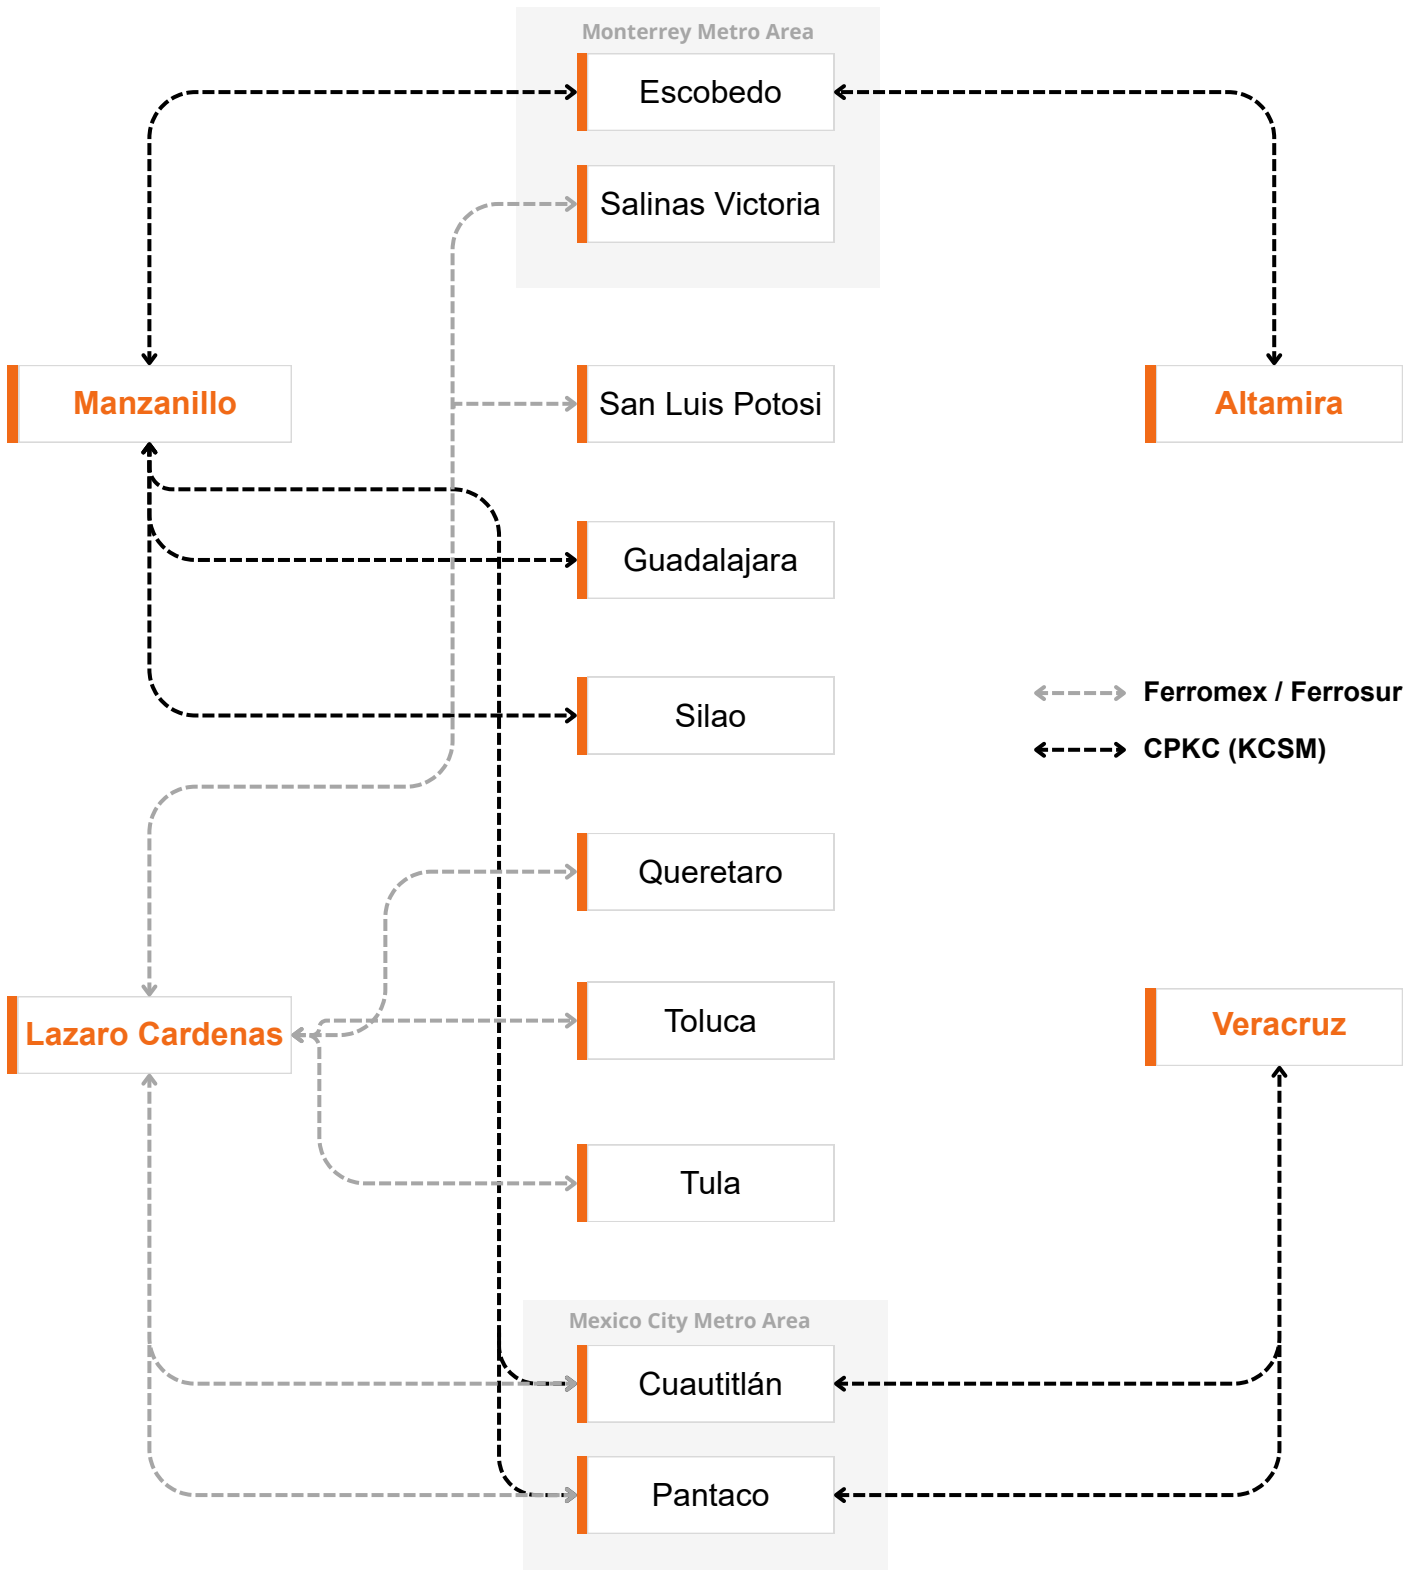 Monterrey Metro Area
Escobedo
Salinas Victoria
Manzanillo
San Luis Potosi
Altamira
Guadalajara
Silao
Ferromex / Ferrosur
CPKC (KCSM)
Queretaro
Lazaro Cardenas
Toluca
Veracruz
Tula
Mexico City Metro Area
Cuautitlán
Pantaco